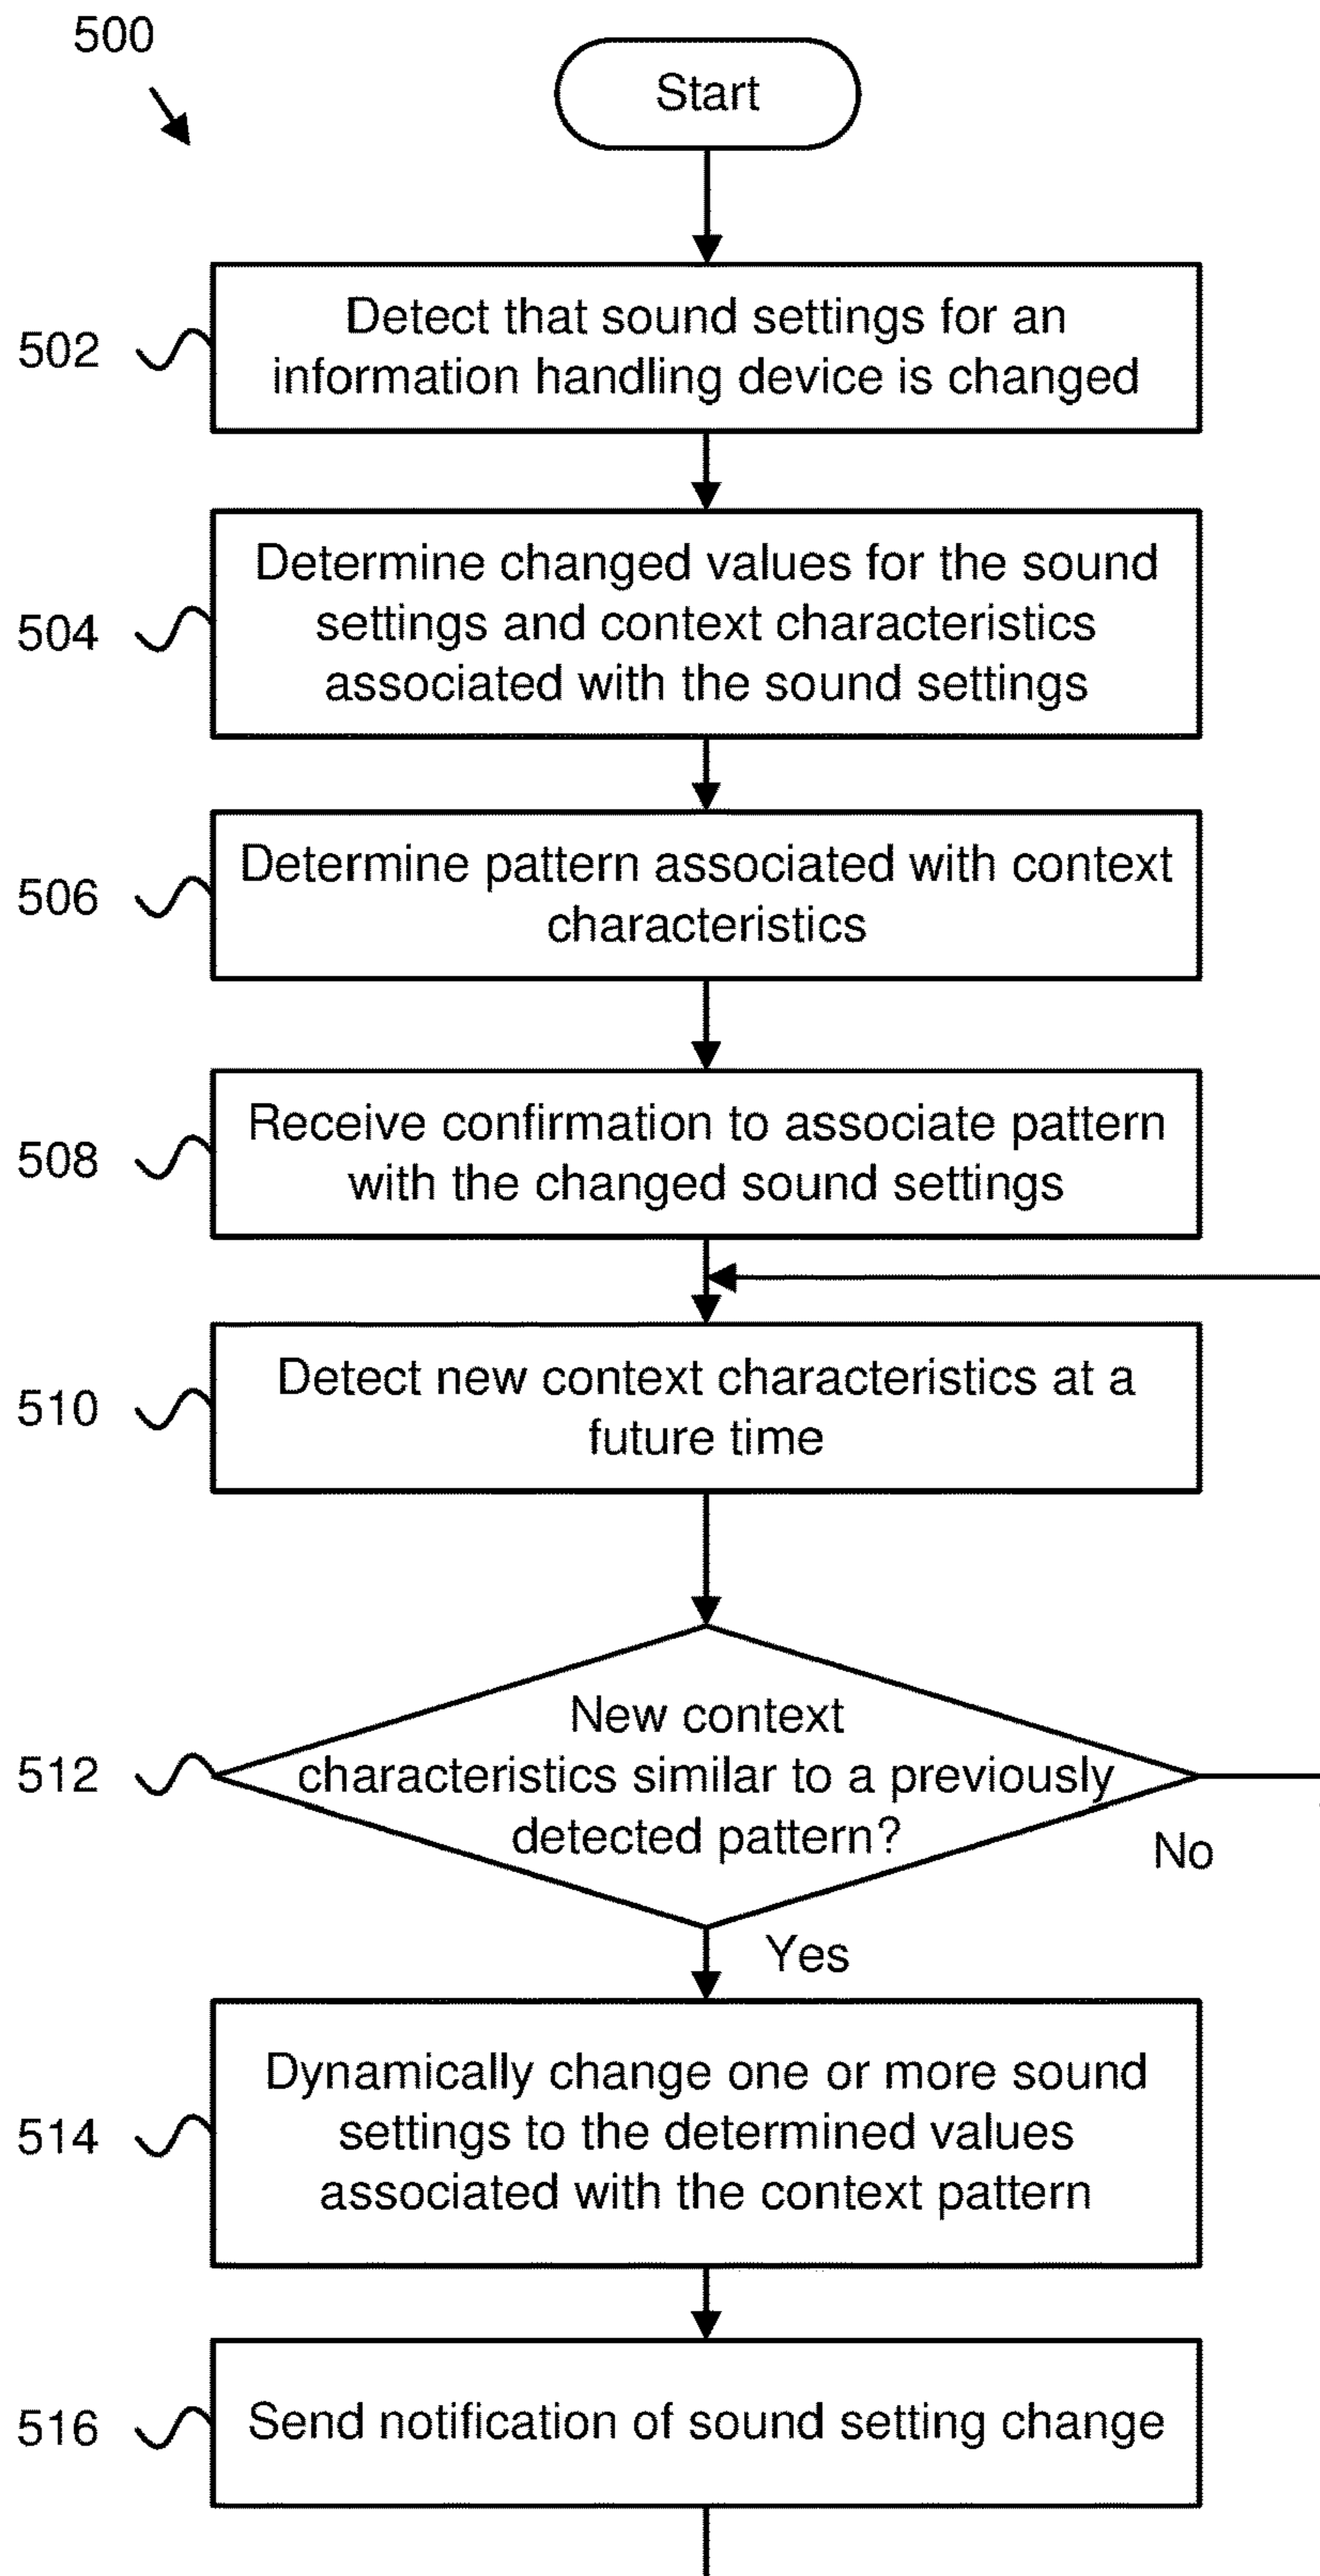 500
Start
502
Detect that sound settings for an
information handling device is changed
504
Determine changed values for the sound
settings and context characteristics
associated with the sound settings
506
Determine pattern associated with context
characteristics
508
Receive confirmation to associate pattern
with the changed sound settings
510
Detect new context characteristics at a
future time
512
New context
characteristics similar to a previously
detected pattern?
No
Yes
514
Dynamically change one or more sound
settings to the determined values
associated with the context pattern
516
Send notification of sound setting change